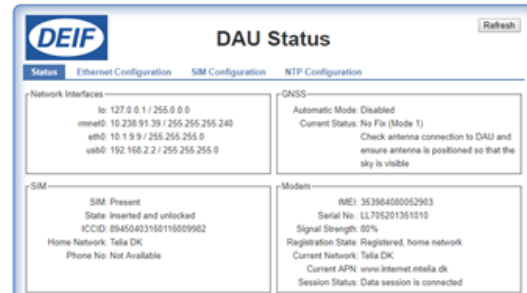 DEIF
DAU Status
Refresh
Status Ethernet Configuration SIM Configuration NTP Configuration
Network Interfaces
lo: 127.0.0.1 / 255.0.0.0
rmnet0: 10.238.91.39 / 255.255.255.240
eth0: 10.1.9.9 / 255.255.255.0
usb0: 192.168.2.2 / 255.255.255.0
GNSS
Automatic Mode: Disabled
Current Status: No Fix (Mode 1)
Check antenna connection to DAU and
ensure antenna is positioned so that the
sky is visible
SIM
SIM: Present
State: inserted and unlocked
ICCID: 89450403160116009982
Home Network: Telia DK
Phone No: Not Available
Modem
IMEI: 353984080052903
Serial No.: LL705201351010
Signal Strength: 80%
Registration State: Registered, home network
Current Network: Telia DK
Current APN: www.internet.mtelia.dk
Session Status: Data session is connected